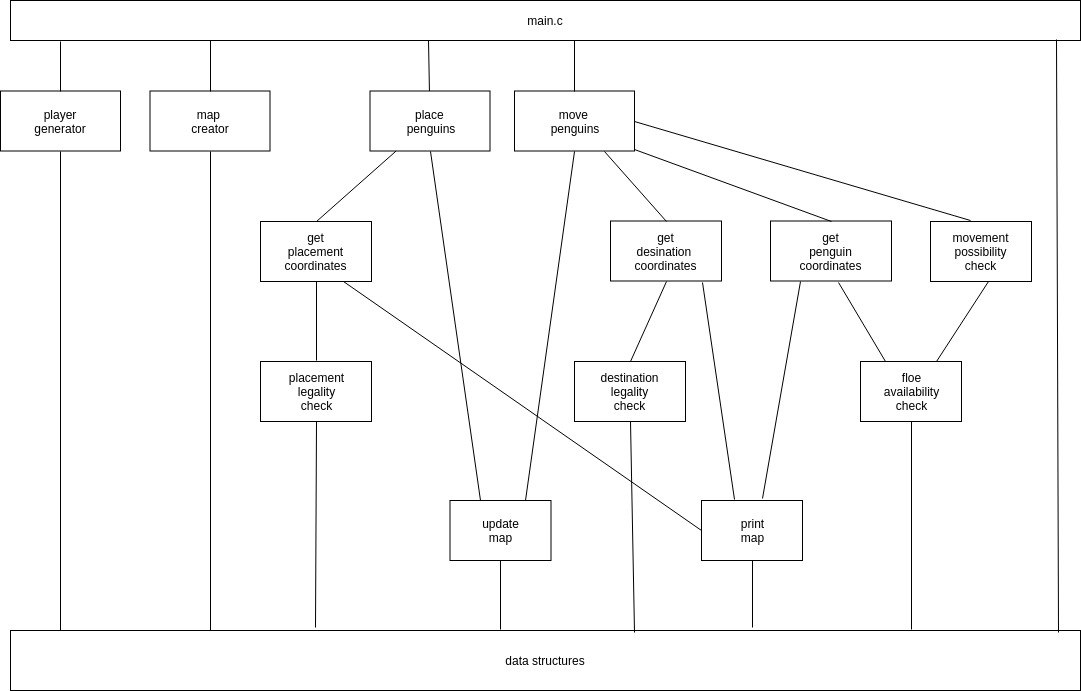 main.c
player
generator
map
creator
place
penguins
move
penguins
get
placement
coordinates
get
desination
coordinates
get
penguin
coordinates
movement
possibility
check
placement
legality
check
destination
legality
check
floe
availability
check
update
map
print
map
data structures